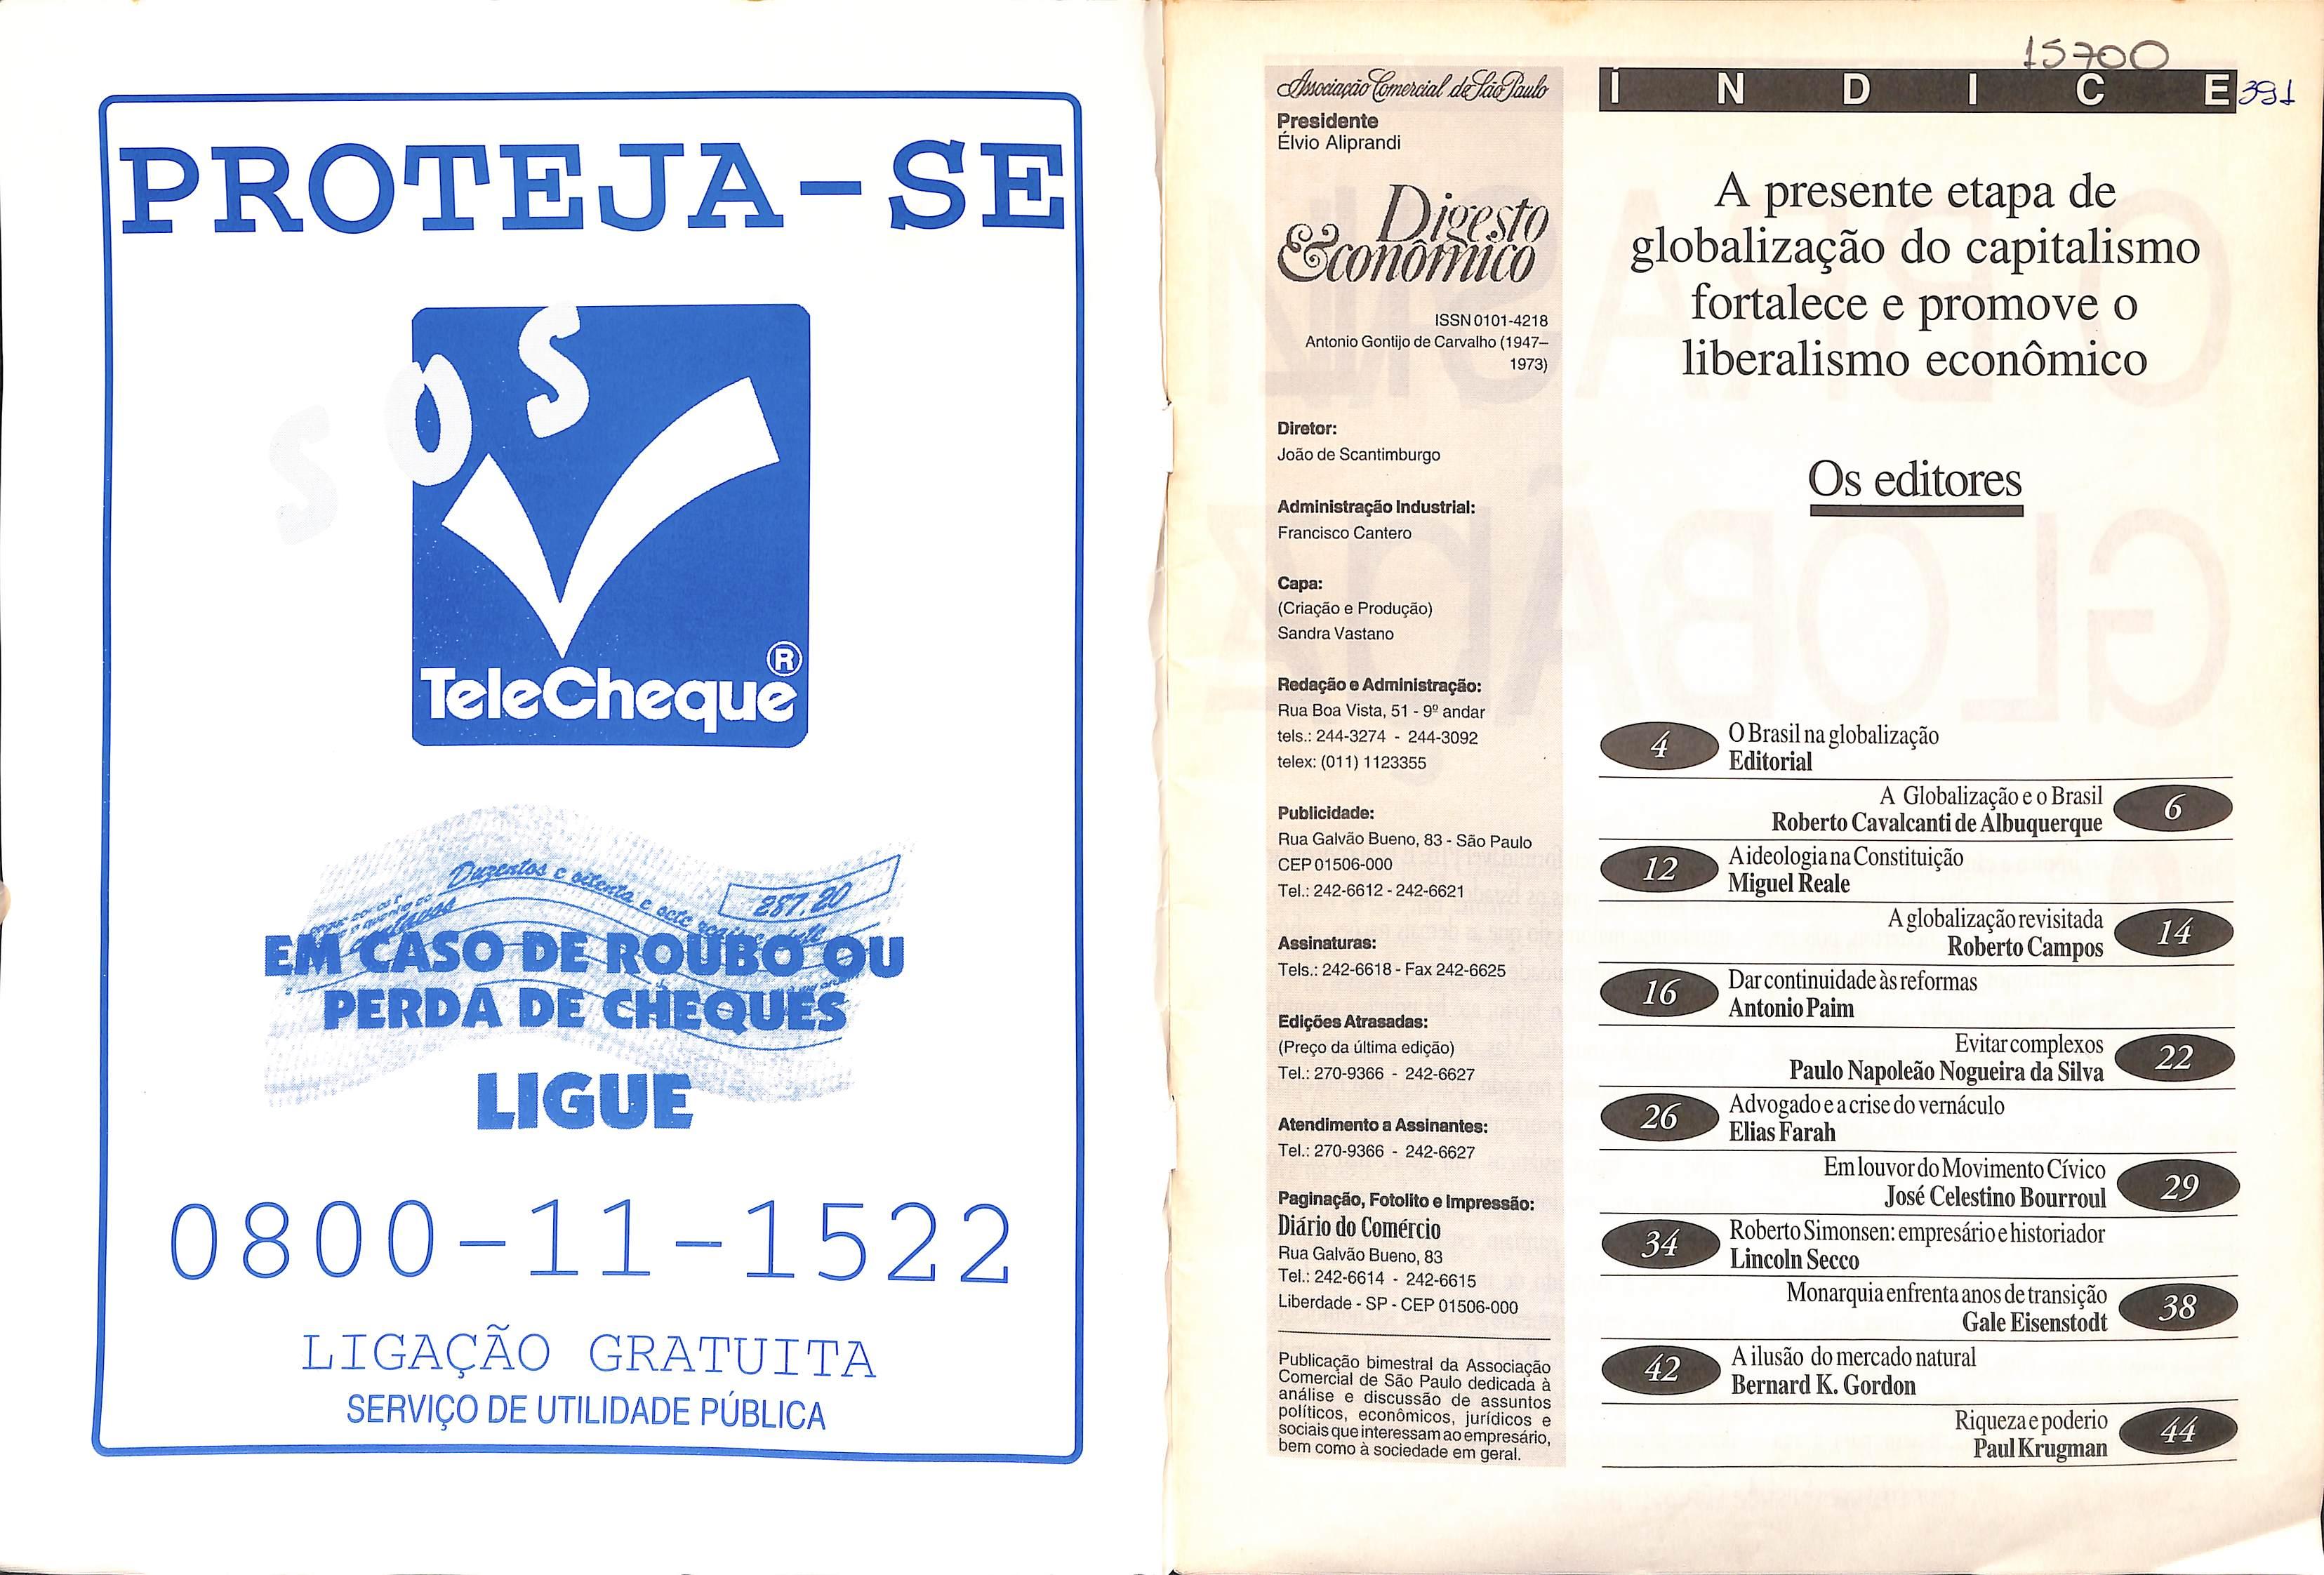 PROTEJA-SE
SOS
TeleCheque®
Duzentos e oitenta e
287.20
EM CASO DE ROUBO OU
PERDA DE CHEQUES
LIGUE
0800-11-1522
LIGAÇÃO GRATUITA
SERVIÇO DE UTILIDADE PÚBLICA
Associação Comercial de São Paulo
Presidente
Élvio Aliprandi
Digesto
Econômico
ISSN 0101-4218
Antonio Gontijo de Carvalho (1947–
1973)
Diretor:
João de Scantimburgo
Administração Industrial:
Francisco Cantero
Capa:
(Criação e Produção)
Sandra Vastano
Redação e Administração:
Rua Boa Vista, 51 - 9º andar
tels.: 244-3274 - 244-3092
telex: (011) 1123355
Publicidade:
Rua Galvão Bueno, 83 - São Paulo
CEP 01506-000
Tel.: 242-6612 - 242-6621
Assinaturas:
Tels.: 242-6618 - Fax 242-6625
Edições Atrasadas:
(Preço da última edição)
Tel.: 270-9366 - 242-6627
Atendimento a Assinantes:
Tel.: 270-9366 - 242-6627
Paginação, Fotolito e Impressão:
Diário do Comércio
Rua Galvão Bueno, 83
Tel.: 242-6614 - 242-6615
Liberdade - SP - CEP 01506-000
Publicação bimestral da Associação
Comercial de São Paulo dedicada à
análise e discussão de assuntos
políticos, econômicos, jurídicos e
sociais que interessam ao empresário,
bem como à sociedade em geral.
15700
ÍNDICE
391
A presente etapa de
globalização do capitalismo
fortalece e promove o
liberalismo econômico
Os editores
4 O Brasil na globalização
Editorial
A Globalização e o Brasil 6
Roberto Cavalcanti de Albuquerque
12 A ideologia na Constituição
Miguel Reale
A globalização revisitada 14
Roberto Campos
16 Dar continuidade às reformas
Antonio Paim
Evitar complexos 22
Paulo Napoleão Nogueira da Silva
26 Advogado e a crise do vernáculo
Elias Farah
Em louvor do Movimento Cívico 29
José Celestino Bourroul
34 Roberto Simonsen: empresário e historiador
Lincoln Secco
Monarquia enfrenta anos de transição 38
Gale Eisenstodt
42 A ilusão do mercado natural
Bernard K. Gordon
Riqueza e poderio 44
Paul Krugman